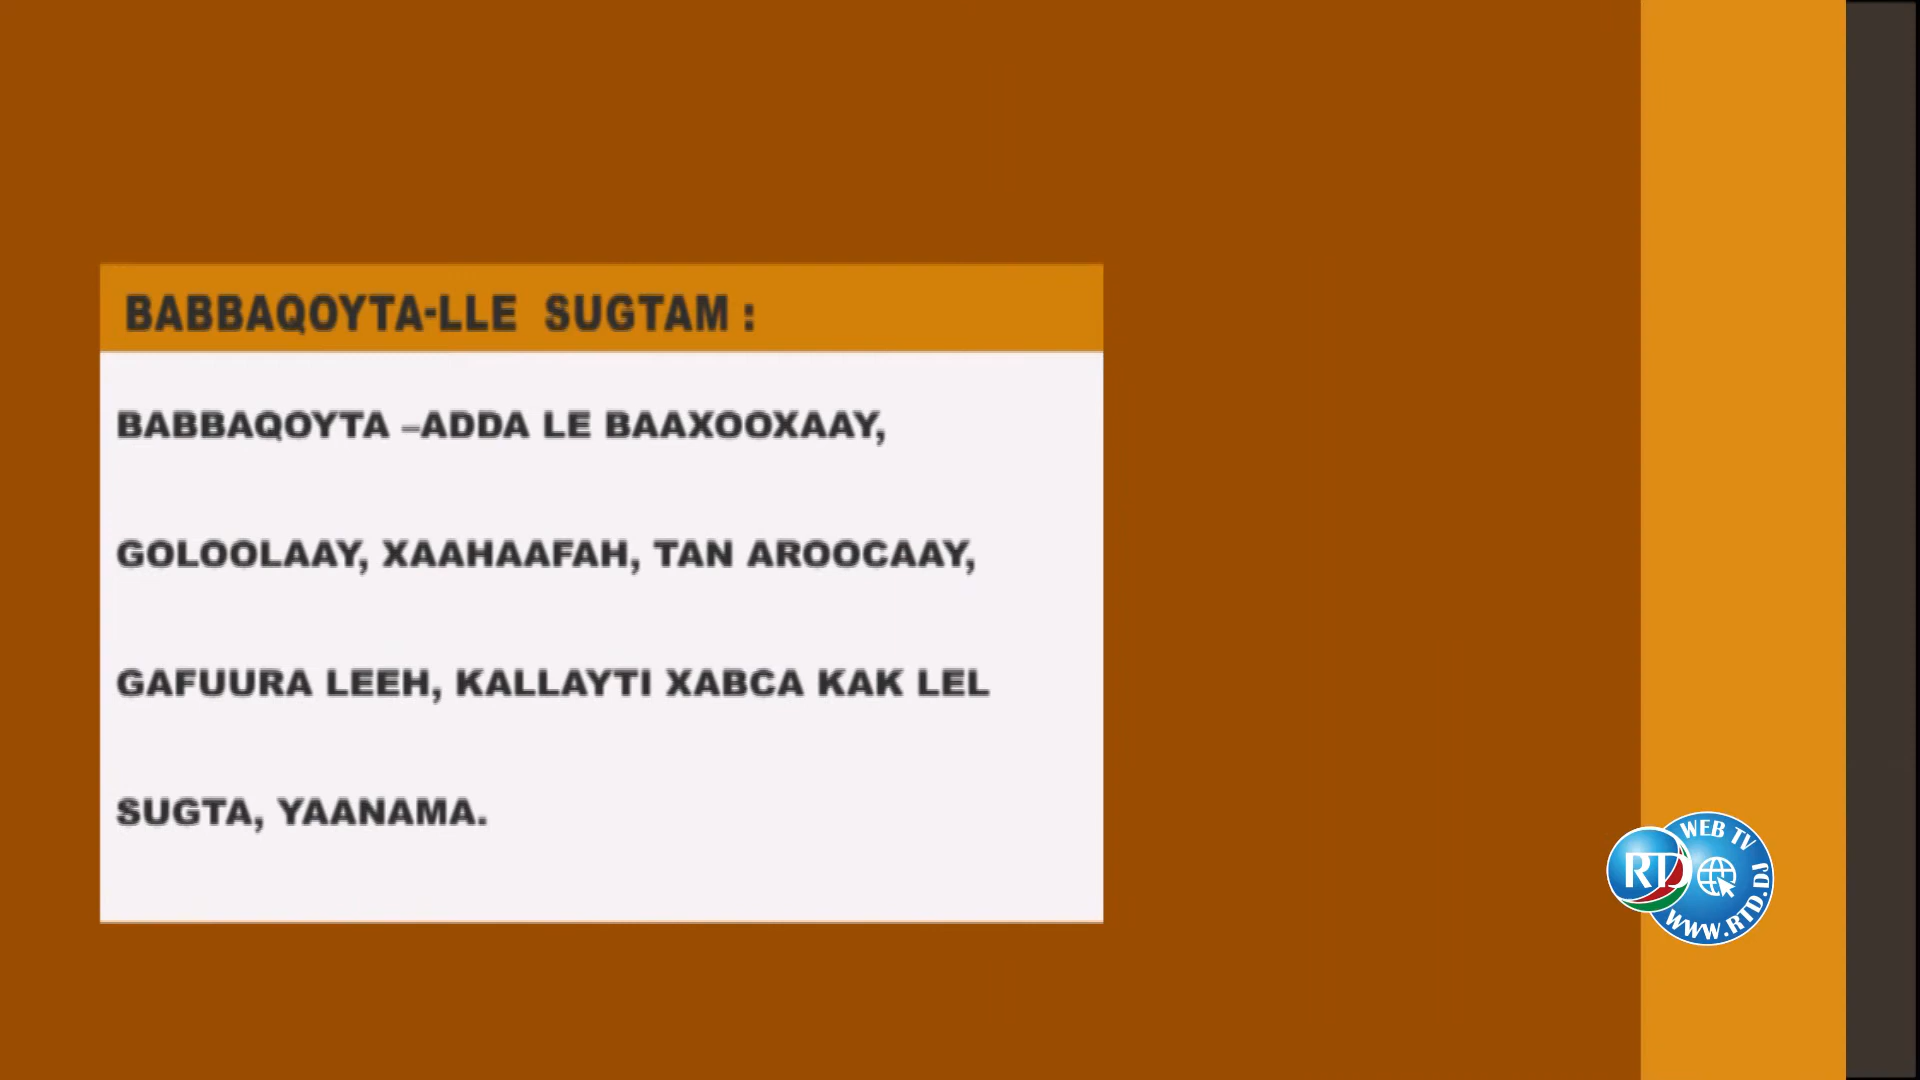 BABBAQOYTA-LLE SUGTAM :
BABBAQOYTA –ADDA LE BAAXOOXAAY,
GOLOOLAAY, XAAHAAFAH, TAN AROOCAAY,
GAFUURA LEEH, KALLAYTI XABCA KAK LEL
SUGTA, YAANAMA.
WEB TV
RTD
WWW.RTD.DJ